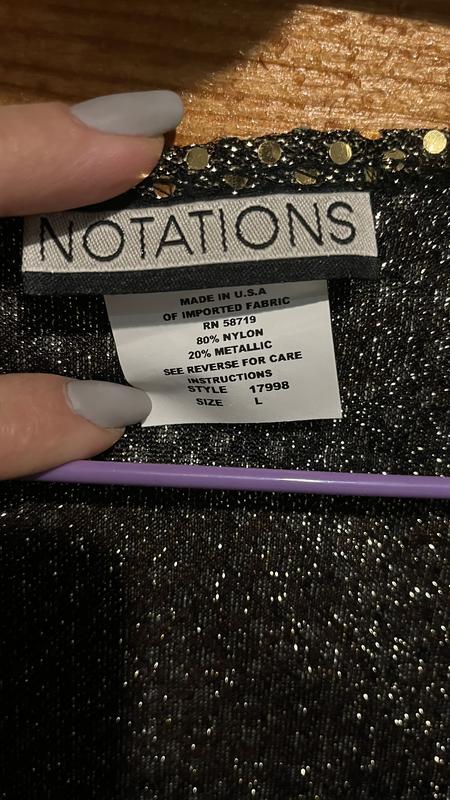 NOTATIONS
MADE IN U.S.A
OF IMPORTED FABRIC
RN 58719
80% NYLON
20% METALLIC
SEE REVERSE FOR CARE
INSTRUCTIONS
STYLE 17998
SIZE L